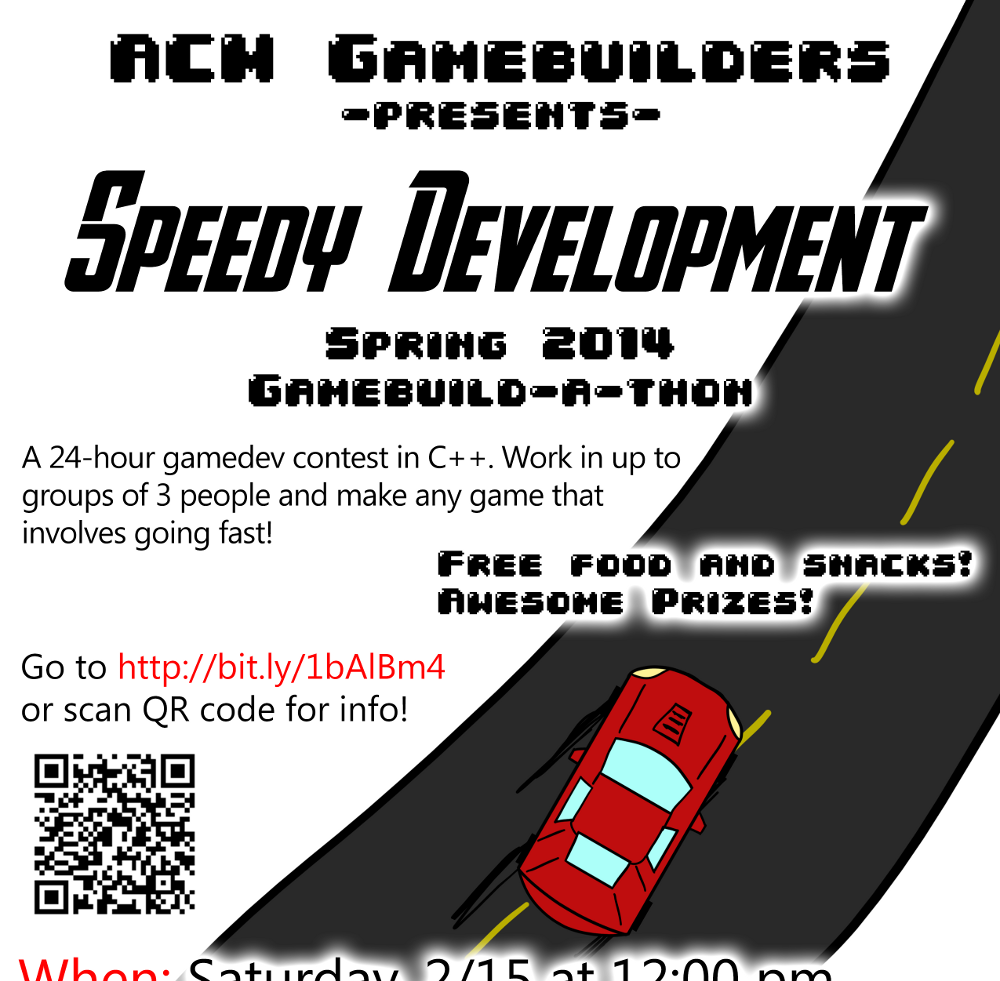 ACM GAMEBUILDERS
-PRESENTS-
SPEEDY DEVELOPMENT
SPRING 2014
GAMEBUILD-A-THON
A 24-hour gamedev contest in C++. Work in up to
groups of 3 people and make any game that
involves going fast!
FREE FOOD AND SNACKS!
AWESOME PRIZES!
Go to http://bit.ly/1bAlBm4
or scan QR code for info!
When: Saturday, 2/15 at 12:00 pm